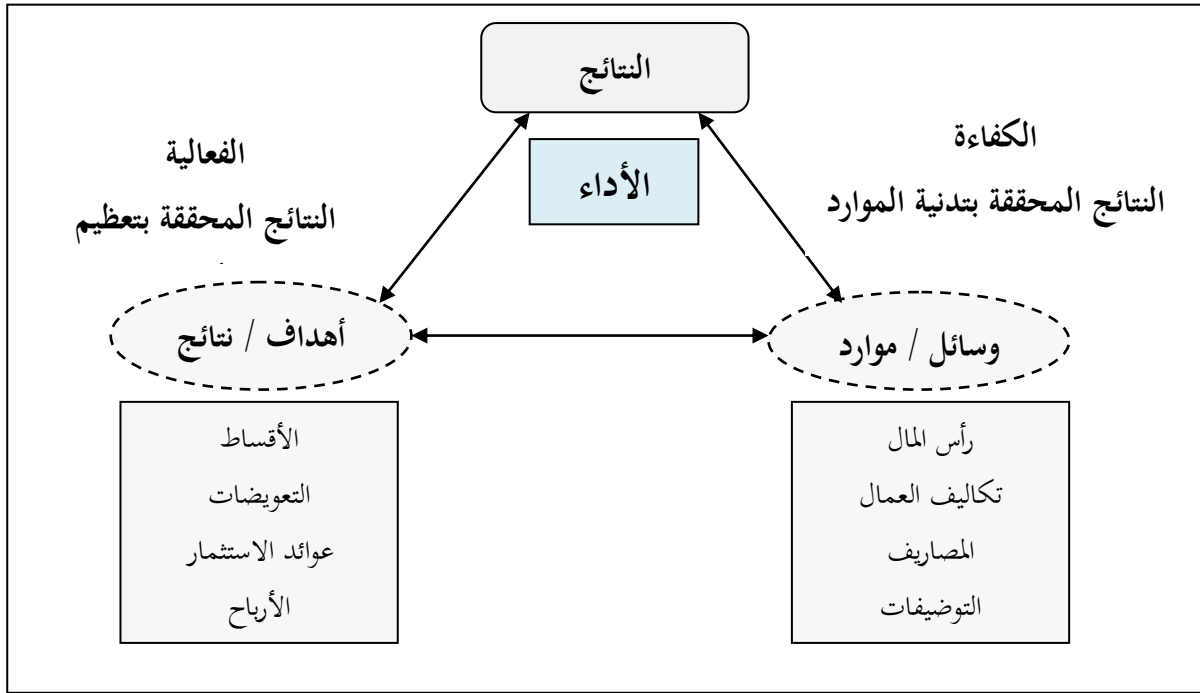 النتائج
الأداء
الكفاءة
النتائج المحققة بتدنية الموارد
الفعالية
النتائج المحققة بتعظيم
وسائل / موارد
أهداف / نتائج
رأس المال
تكاليف العمال
المصاريف
التوضيفات
الأقساط
التعويضات
عوائد الاستثمار
الأرباح